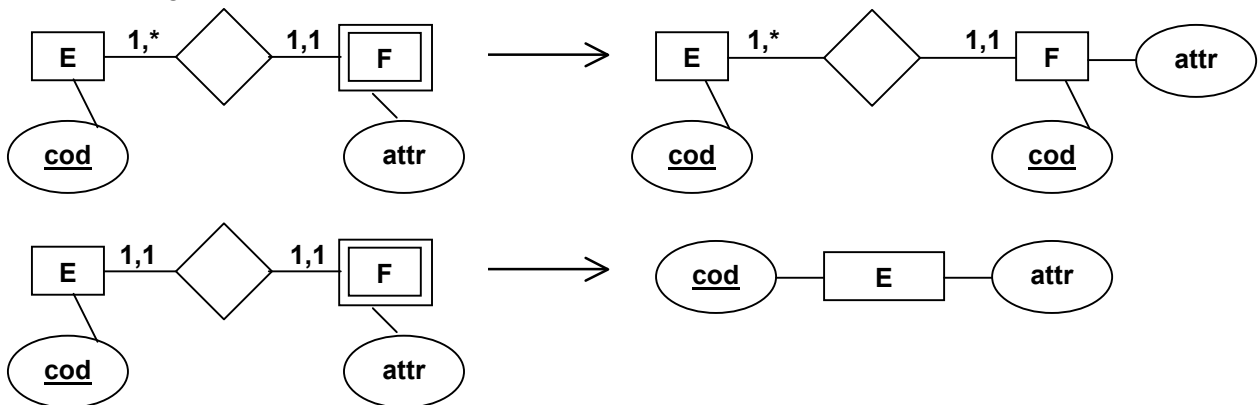 1,* 1,1 1,* 1,1
E F E F attr
cod attr cod cod
1,1 1,1
E F cod E attr
cod attr